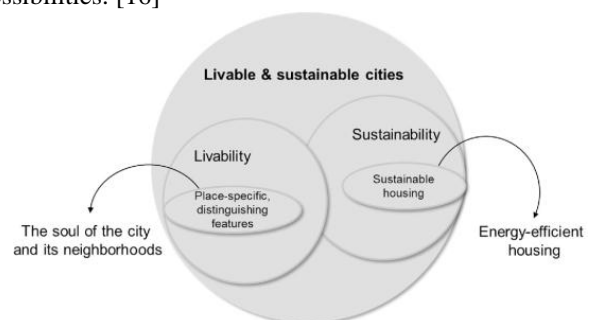 [16]
Livable & sustainable cities
Sustainability
Livability
Sustainable
housing
Place-specific,
distinguishing
features
The soul of the city
and its neighborhoods
Energy-efficient
housing